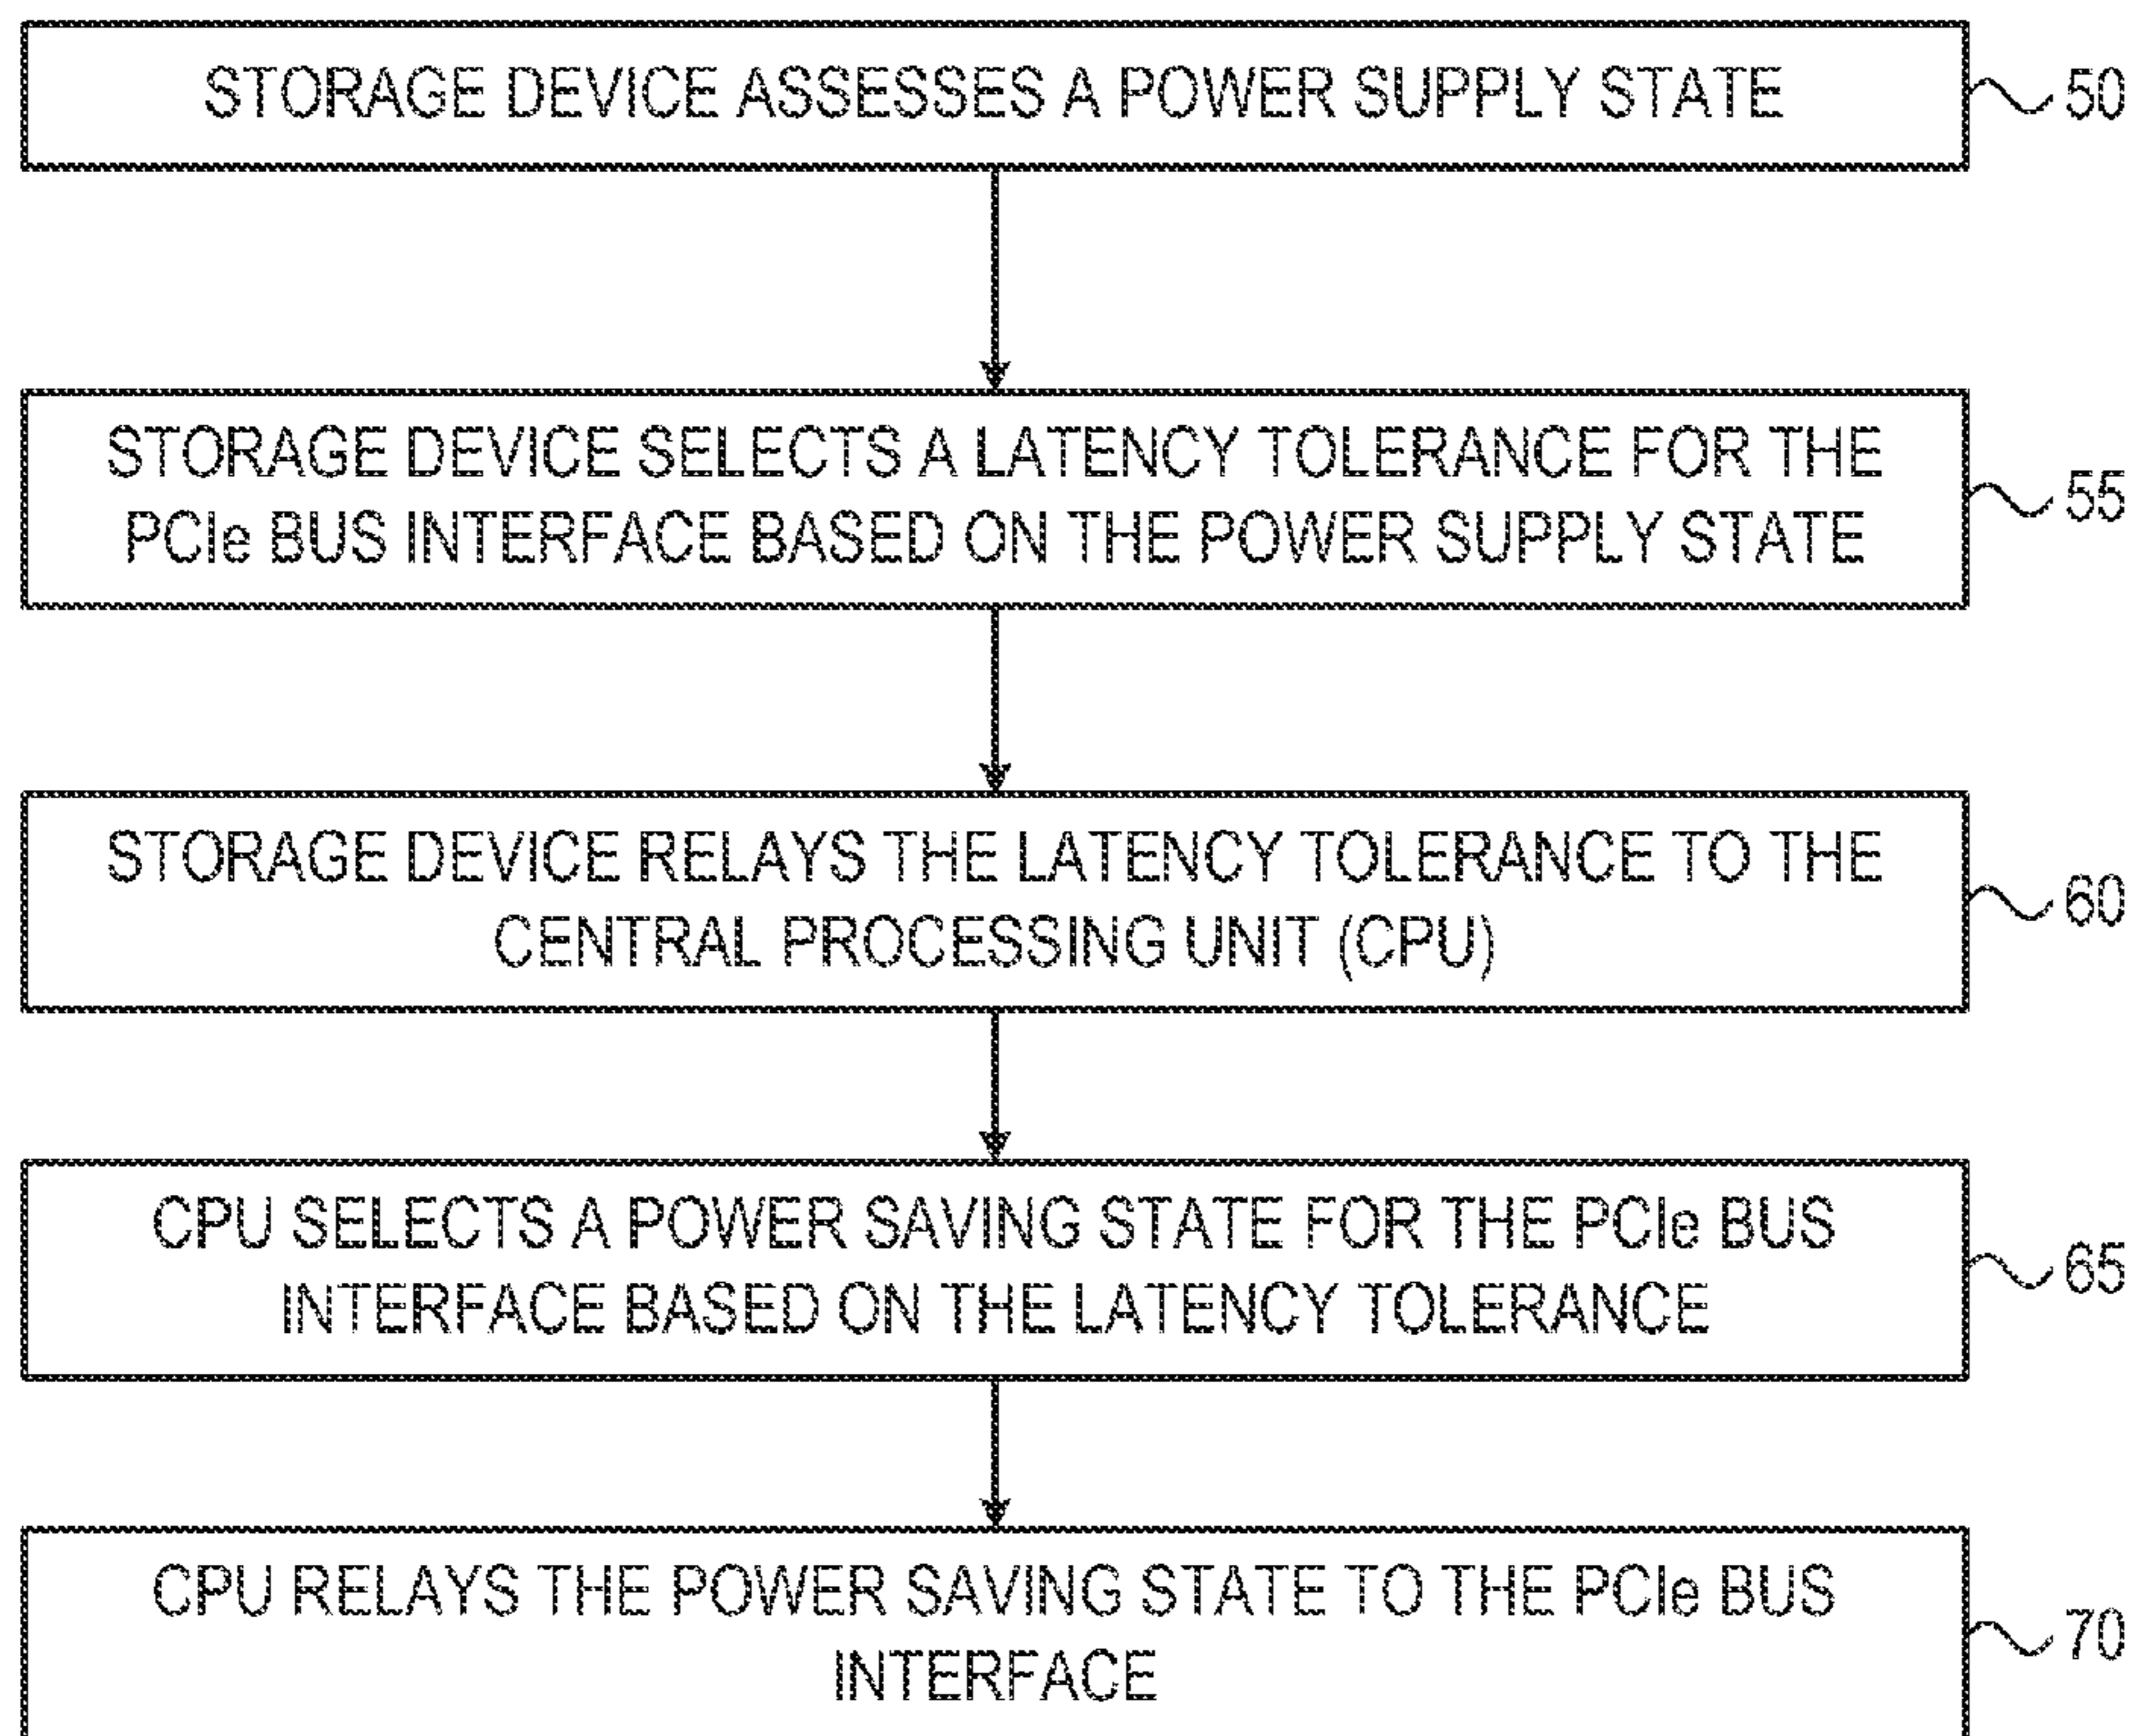 STORAGE DEVICE ASSESSES A POWER SUPPLY STATE
50
STORAGE DEVICE SELECTS A LATENCY TOLERANCE FOR THE
PCIe BUS INTERFACE BASED ON THE POWER SUPPLY STATE
55
STORAGE DEVICE RELAYS THE LATENCY TOLERANCE TO THE
CENTRAL PROCESSING UNIT (CPU)
60
CPU SELECTS A POWER SAVING STATE FOR THE PCIe BUS
INTERFACE BASED ON THE LATENCY TOLERANCE
65
CPU RELAYS THE POWER SAVING STATE TO THE PCIe BUS
INTERFACE
70